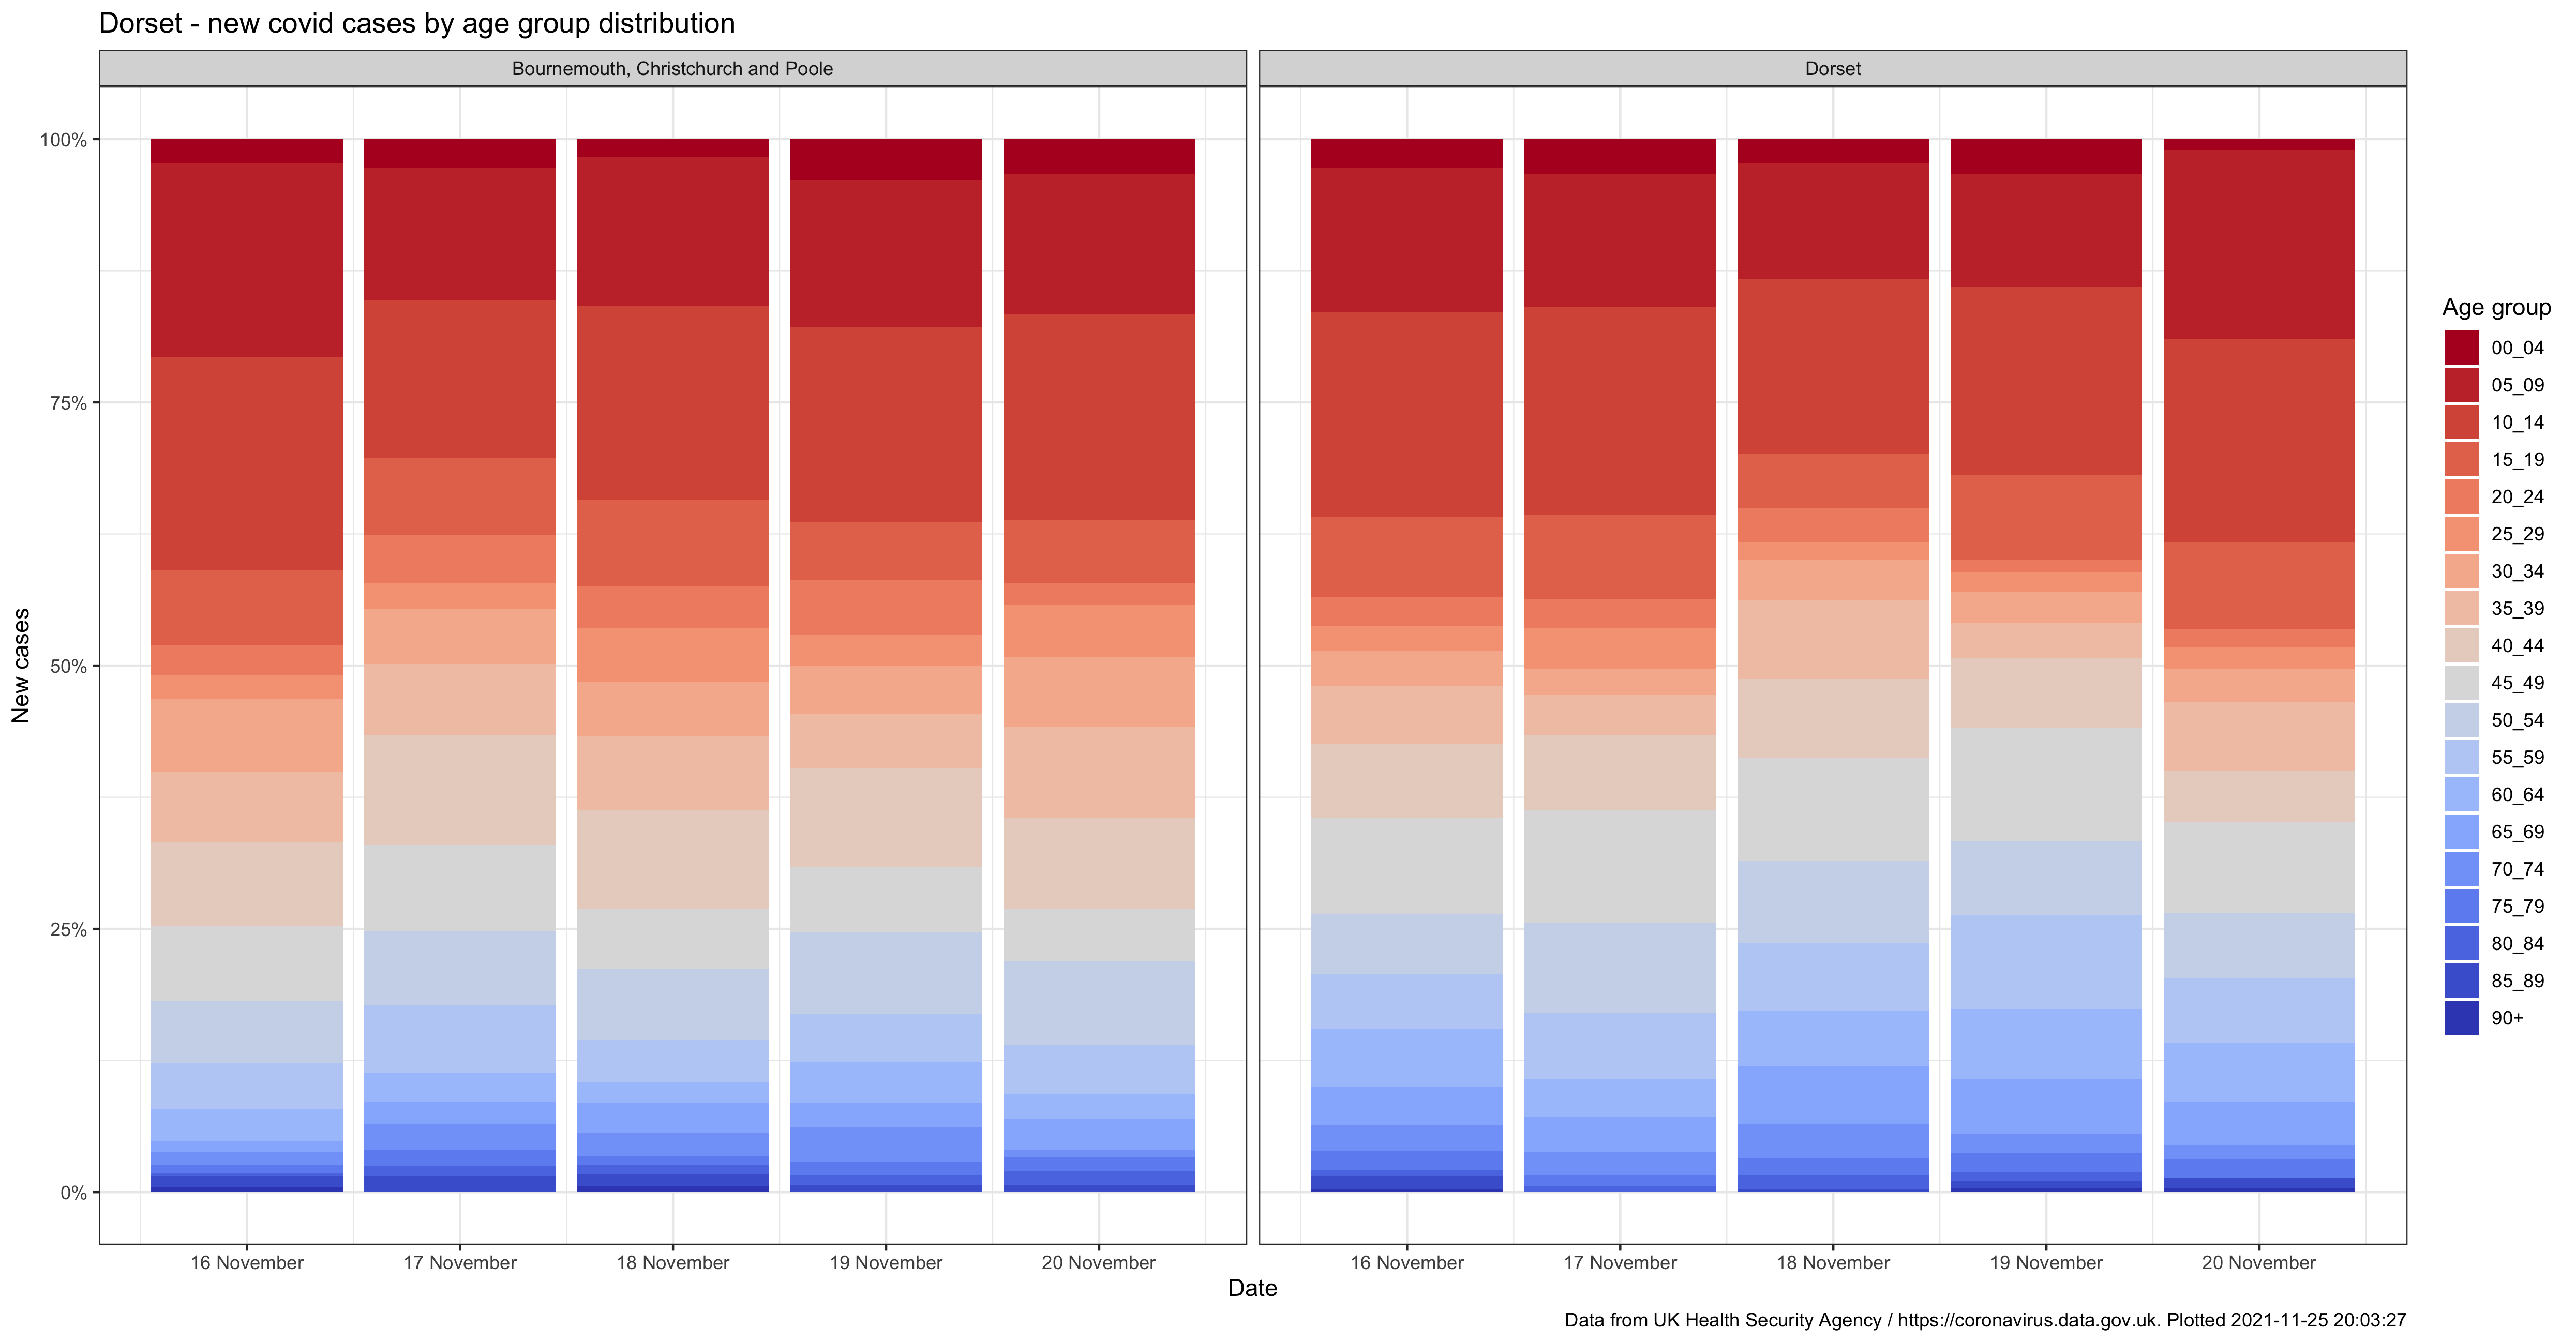 Dorset - new covid cases by age group distribution
Bournemouth, Christchurch and Poole
Dorset
New cases
100%
75%
50%
25%
0%
16 November
17 November
18 November
19 November
20 November
16 November
17 November
18 November
19 November
20 November
Date
Age group
00_04
05_09
10_14
15_19
20_24
25_29
30_34
35_39
40_44
45_49
50_54
55_59
60_64
65_69
70_74
75_79
80_84
85_89
90+
Data from UK Health Security Agency / https://coronavirus.data.gov.uk. Plotted 2021-11-25 20:03:27